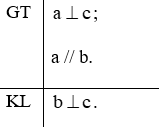 GT a ⊥ c;
a // b.
KL b ⊥ c.